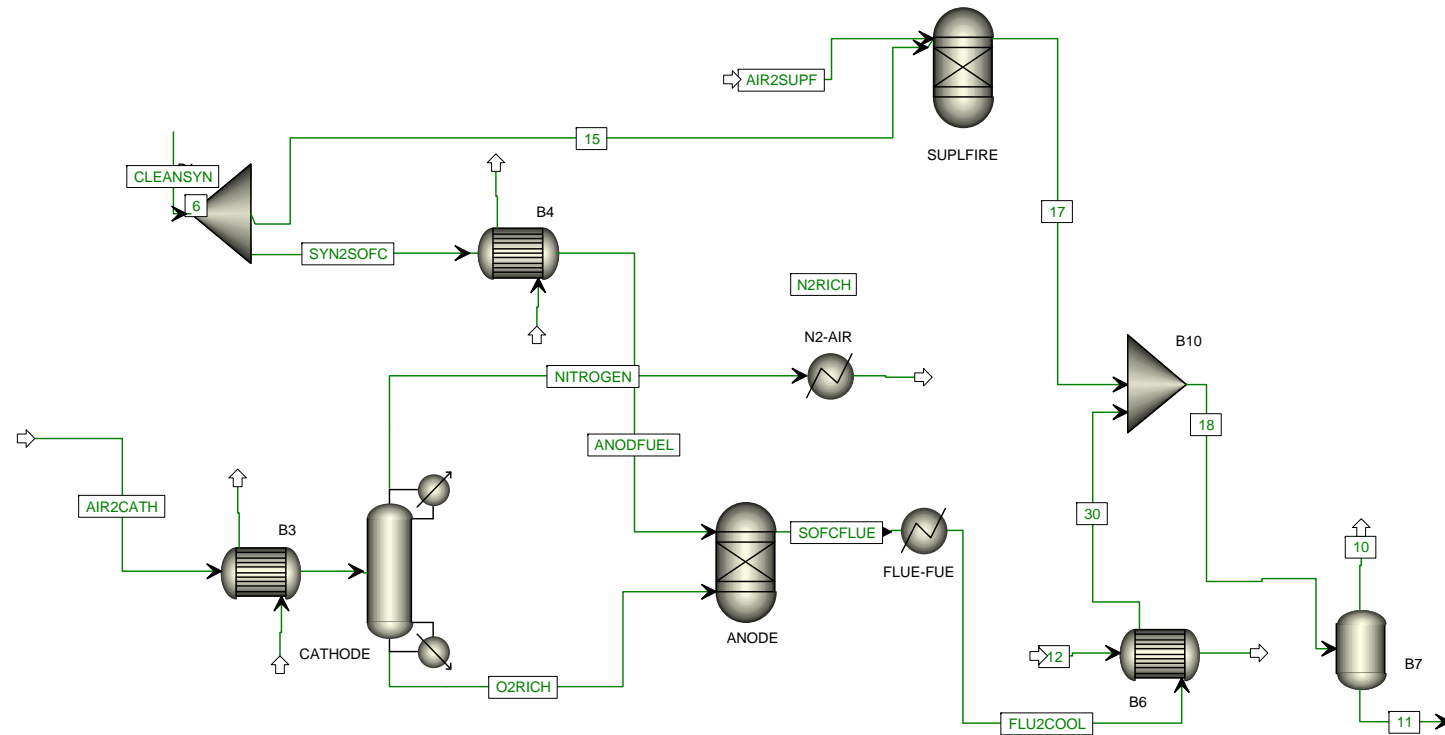 AIR2SUPF
SUPLFIRE
15
CLEANSYN
6
B4
17
SYN2SOFC
N2RICH
N2-AIR
B10
NITROGEN
18
ANODFUEL
AIR2CATH
30
B3
SOFCFLUE
FLUE-FUE
10
ANODE
CATHODE
12
B7
O2RICH
B6
FLU2COOL
11